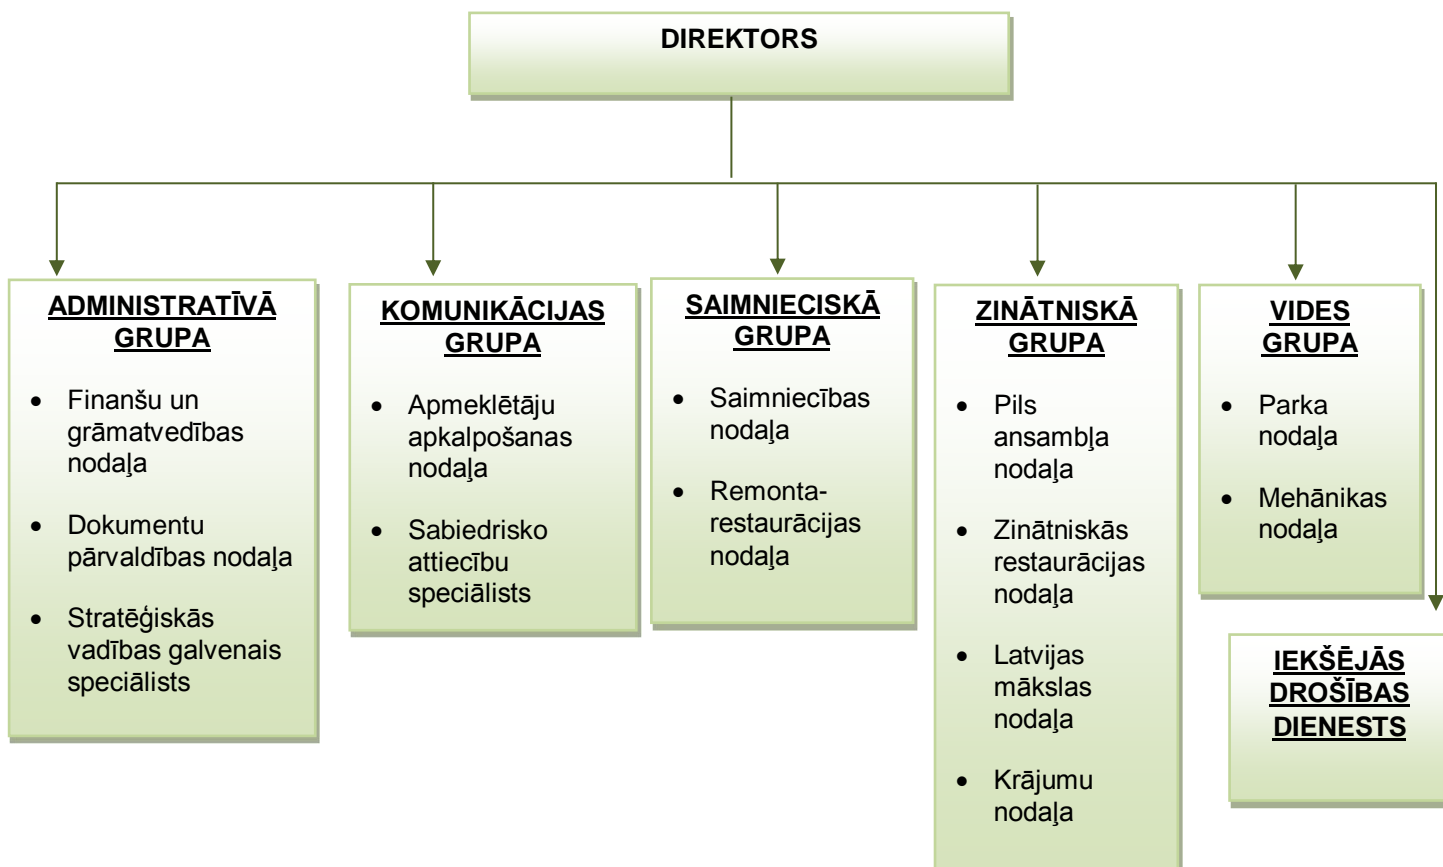 DIREKTORS
ADMINISTRATĪVĀ
GRUPA
• Finanšu un
grāmatvedības
nodaļa
• Dokumentu
pārvaldības nodaļa
• Stratēģiskās
vadības galvenais
speciālists
KOMUNIKĀCIJAS
GRUPA
• Apmeklētāju
apkalpošanas
nodaļa
• Sabiedrisko
attiecību
speciālists
SAIMNIECISKĀ
GRUPA
• Saimniecības
nodaļa
• Remonta-
restaurācijas
nodaļa
ZINĀTNISKĀ
GRUPA
• Pils
ansambļa
nodaļa
• Zinātniskās
restaurācijas
nodaļa
• Latvijas
mākslas
nodaļa
• Krājumu
nodaļa
VIDES
GRUPA
• Parka
nodaļa
• Mehānikas
nodaļa
IEKŠĒJĀS
DROŠĪBAS
DIENESTS